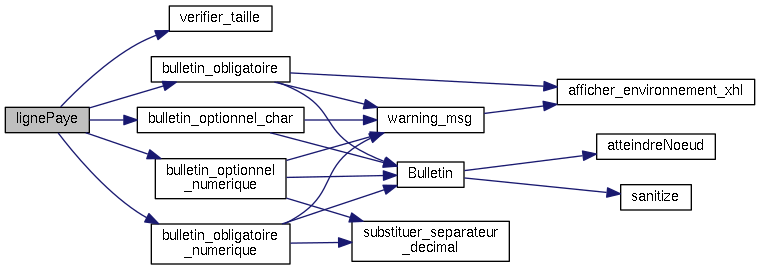 verifier_taille
bulletin_obligatoire
afficher_environnement_xhl
lignePaye
bulletin_optionnel_char
warning_msg
atteindreNoeud
bulletin_optionnel
_numerique
Bulletin
sanitize
bulletin_obligatoire
_numerique
substituer_separateur
_decimal